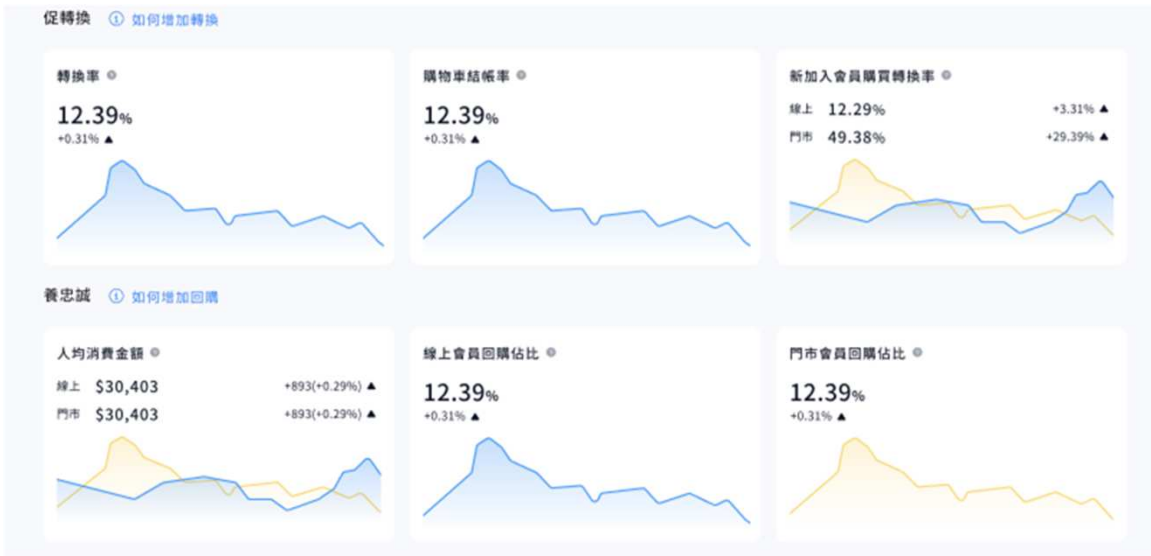 促轉換 如何增加轉換
轉換率
12.39%
+0.31% ▲
購物車結帳率
12.39%
+0.31% ▲
新加入會員購買轉換率
線上 12.29% +3.31% ▲
門市 49.38% +29.39% ▲
養忠誠 如何增加回購
人均消費金額
線上 $30,403 +893(+0.29%) ▲
門市 $30,403 +893(+0.29%) ▲
線上會員回購佔比
12.39%
+0.31% ▲
門市會員回購佔比
12.39%
+0.31% ▲